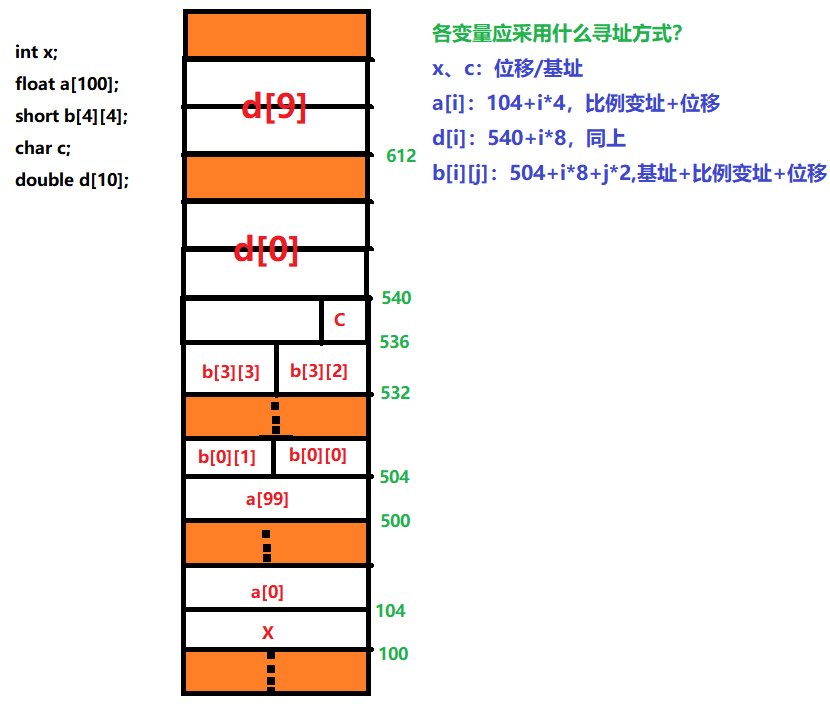 int x;
float a[100];
short b[4][4];
char c;
double d[10];
各变量应采用什么寻址方式？
x、c：位移/基址
a[i]：104+i*4，比例变址+位移
d[i]：540+i*8，同上
b[i][j]：504+i*8+j*2,基址+比例变址+位移
d[9]
612
d[0]
540
C
536
b[3][3] b[3][2]
532
b[0][1] b[0][0]
504
a[99]
500
a[0]
104
X
100